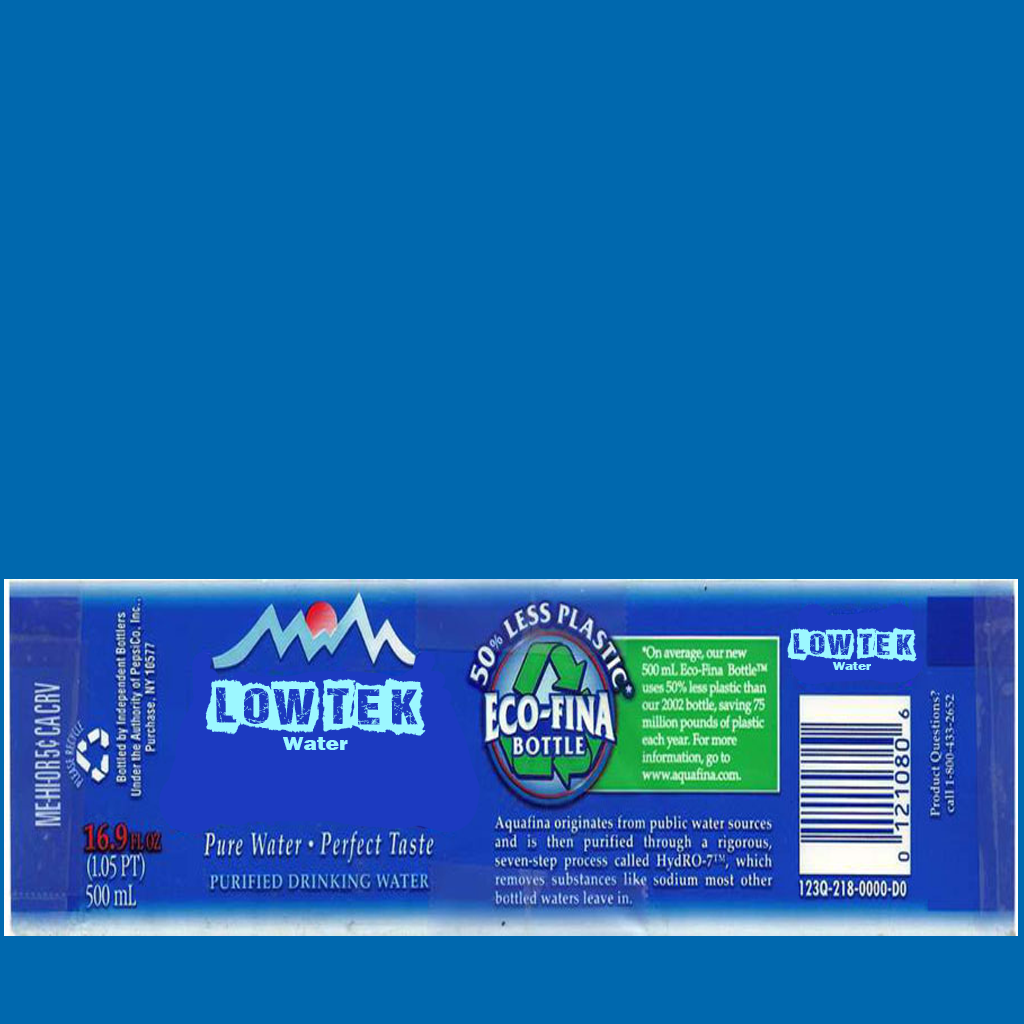 ME-HI-OR5¢CACRV
PLEASE RECYCLE
Bottled by Independent Bottlers
Under the Authority of PepsiCo, Inc.,
Purchase, NY 10577
16.9 FL OZ
(1.05 PT)
500 mL
LOW TEK
Water
Pure Water • Perfect Taste
PURIFIED DRINKING WATER
50% LESS PLASTIC*
ECO-FINA
BOTTLE
*On average, our new
500 mL Eco-Fina Bottle™
uses 50% less plastic than
our 2002 bottle, saving 75
million pounds of plastic
each year. For more
information, go to
www.aquafina.com.
Aquafina originates from public water sources
and is then purified through a rigorous,
seven-step process called HydRO-7™, which
removes substances like sodium most other
bottled waters leave in.
LOW TEK
Water
0 121080 6
123Q-218-0000-D0
Product Questions?
call 1-800-433-2652